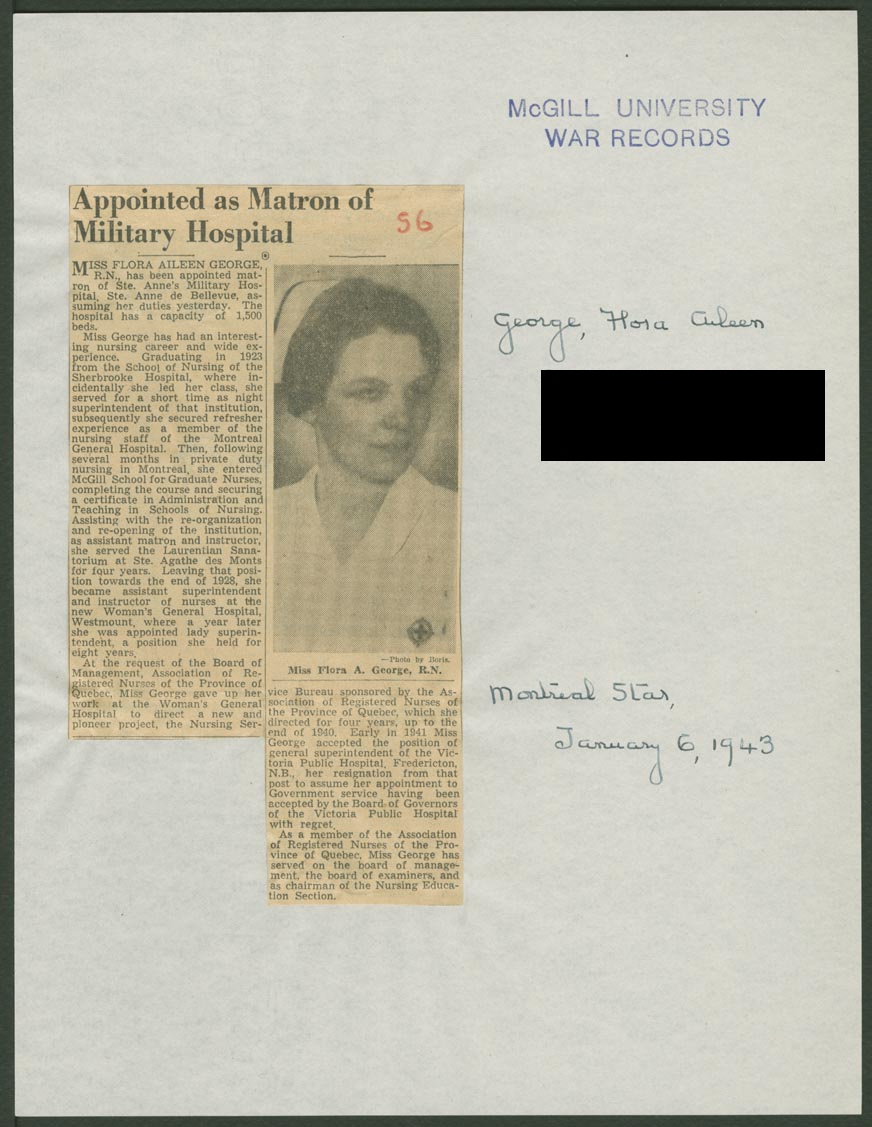 McGILL UNIVERSITY
WAR RECORDS
Appointed as Matron of
Military Hospital
56
MISS FLORA AILEEN GEORGE,
R.N., has been appointed mat-
ron of Ste. Anne's Military Hos-
pital, Ste. Anne de Bellevue, as-
suming her duties yesterday. The
hospital has a capacity of 1,500
beds.
Miss George has had an interest-
ing nursing career and wide ex-
perience. Graduating in 1923
from the School of Nursing of the
Sherbrooke Hospital, where in-
cidentally she led her class, she
served for a short time as night
superintendent of that institution,
subsequently she secured refresher
experience as a member of the
nursing staff of the Montreal
General Hospital. Then, following
several months in private duty
nursing in Montreal, she entered
McGill School for Graduate Nurses,
completing the course and securing
a certificate in Administration and
Teaching in Schools of Nursing.
Assisting with the re-organization
and re-opening of the institution,
as assistant matron and instructor,
she served the Laurentian Sana-
torium at Ste. Agathe des Monts
for four years. Leaving that posi-
tion towards the end of 1928, she
became assistant superintendent
and instructor of nurses at the
new Woman's General Hospital,
Westmount, where a year later
she was appointed lady superin-
tendent, a position she held for
eight years.
At the request of the Board of
Management, Association of Re-
gistered Nurses of the Province of
Quebec, Miss George gave up her
work at the Woman's General
Hospital to direct a new and
pioneer project, the Nursing Ser-
—Photo by Boris.
Miss Flora A. George, R.N.
vice Bureau sponsored by the As-
sociation of Registered Nurses of
the Province of Quebec, which she
directed for four years, up to the
end of 1940. Early in 1941 Miss
George accepted the position of
general superintendent of the Vic-
toria Public Hospital, Fredericton,
N.B., her resignation from that
post to assume her appointment to
Government service having been
accepted by the Board of Governors
of the Victoria Public Hospital
with regret.
As a member of the Association
of Registered Nurses of the Pro-
vince of Quebec, Miss George has
served on the board of manage-
ment, the board of examiners, and
as chairman of the Nursing Educa-
tion Section.
George, Flora Aileen
Montreal Star,
January 6, 1943